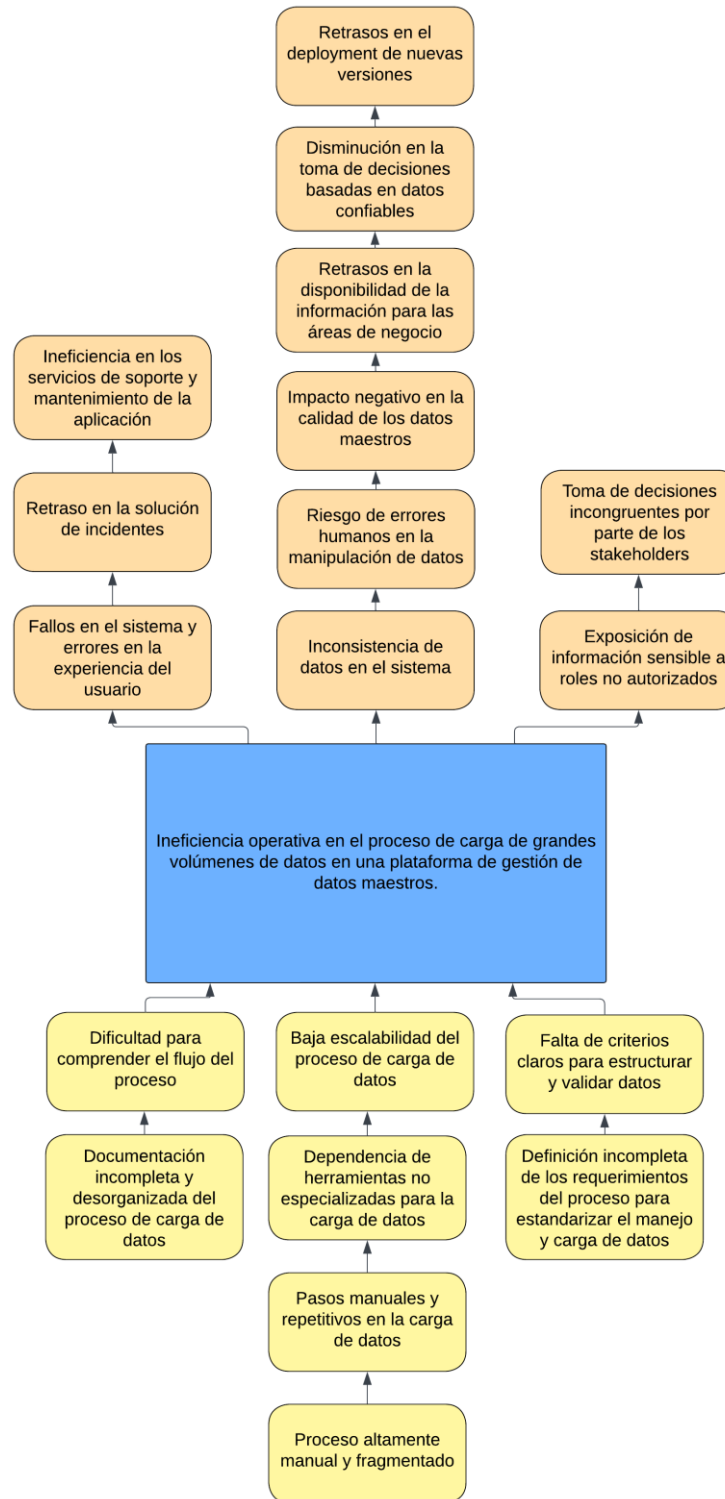 Retrasos en el
deployment de nuevas
versiones
Disminución en la
toma de decisiones
basadas en datos
confiables
Retrasos en la
disponibilidad de la
información para las
áreas de negocio
Ineficiencia en los
servicios de soporte y
mantenimiento de la
aplicación
Impacto negativo en la
calidad de los datos
maestros
Retraso en la solución
de incidentes
Riesgo de errores
humanos en la
manipulación de datos
Toma de decisiones
incongruentes por
parte de los
stakeholders
Fallos en el sistema y
errores en la
experiencia del
usuario
Inconsistencia de
datos en el sistema
Exposición de
información sensible a
roles no autorizados
Ineficiencia operativa en el proceso de carga de grandes
volúmenes de datos en una plataforma de gestión de
datos maestros.
Dificultad para
comprender el flujo del
proceso
Baja escalabilidad del
proceso de carga de
datos
Falta de criterios
claros para estructurar
y validar datos
Documentación
incompleta y
desorganizada del
proceso de carga de
datos
Dependencia de
herramientas no
especializadas para la
carga de datos
Definición incompleta
de los requerimientos
del proceso para
estandarizar el manejo
y carga de datos
Pasos manuales y
repetitivos en la carga
de datos
Proceso altamente
manual y fragmentado